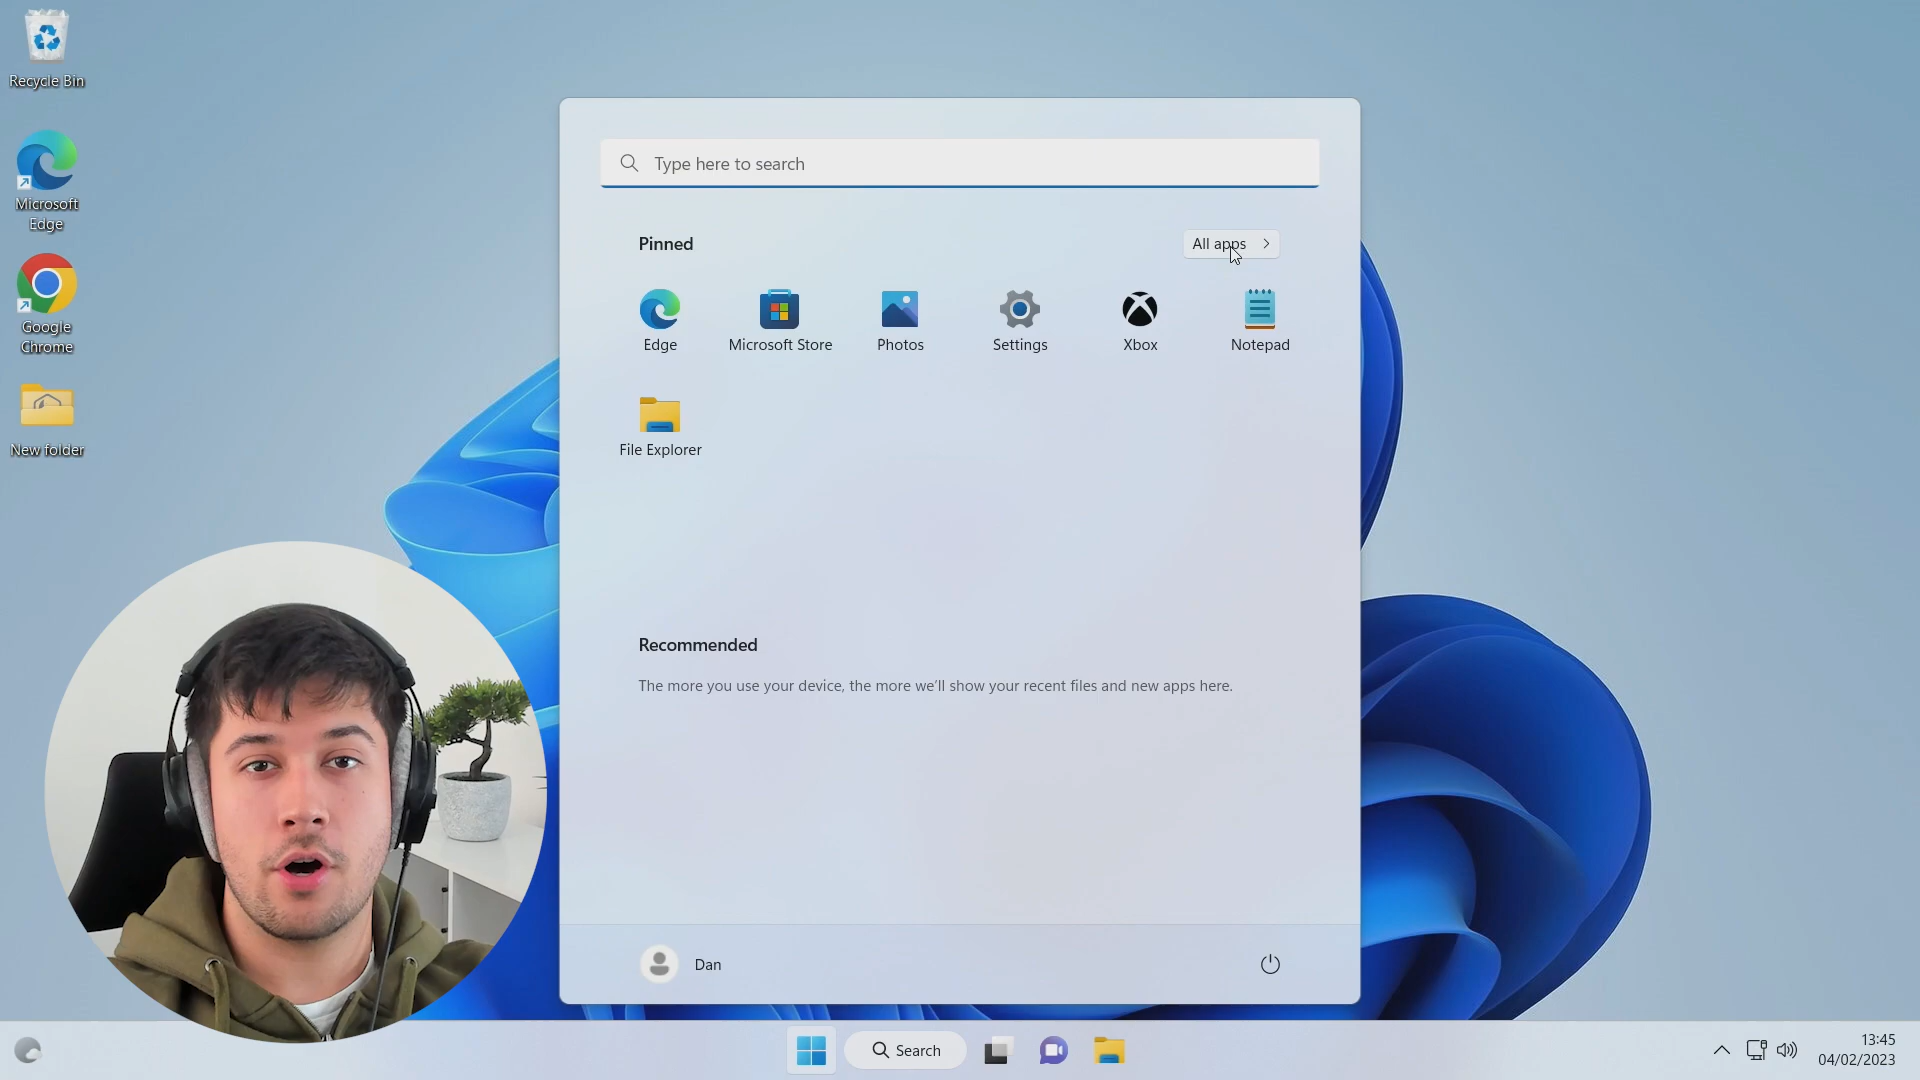 Recycle Bin
Microsoft
Edge
Google
Chrome
New folder
Type here to search
Pinned
All apps
Edge
Microsoft Store
Photos
Settings
Xbox
Notepad
File Explorer
Recommended
The more you use your device, the more we'll show your recent files and new apps here.
Dan
Search
13:45
04/02/2023